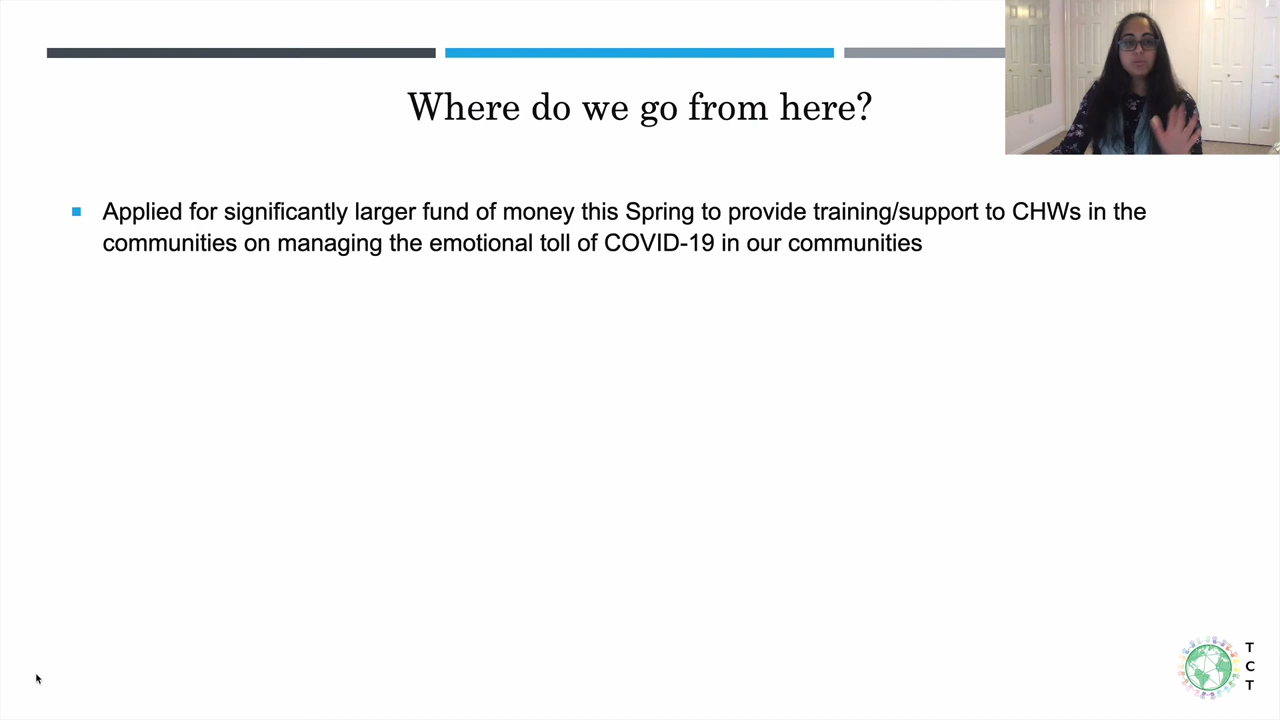 Where do we go from here?
Applied for significantly larger fund of money this Spring to provide training/support to CHWs in the
communities on managing the emotional toll of COVID-19 in our communities
T
C
T